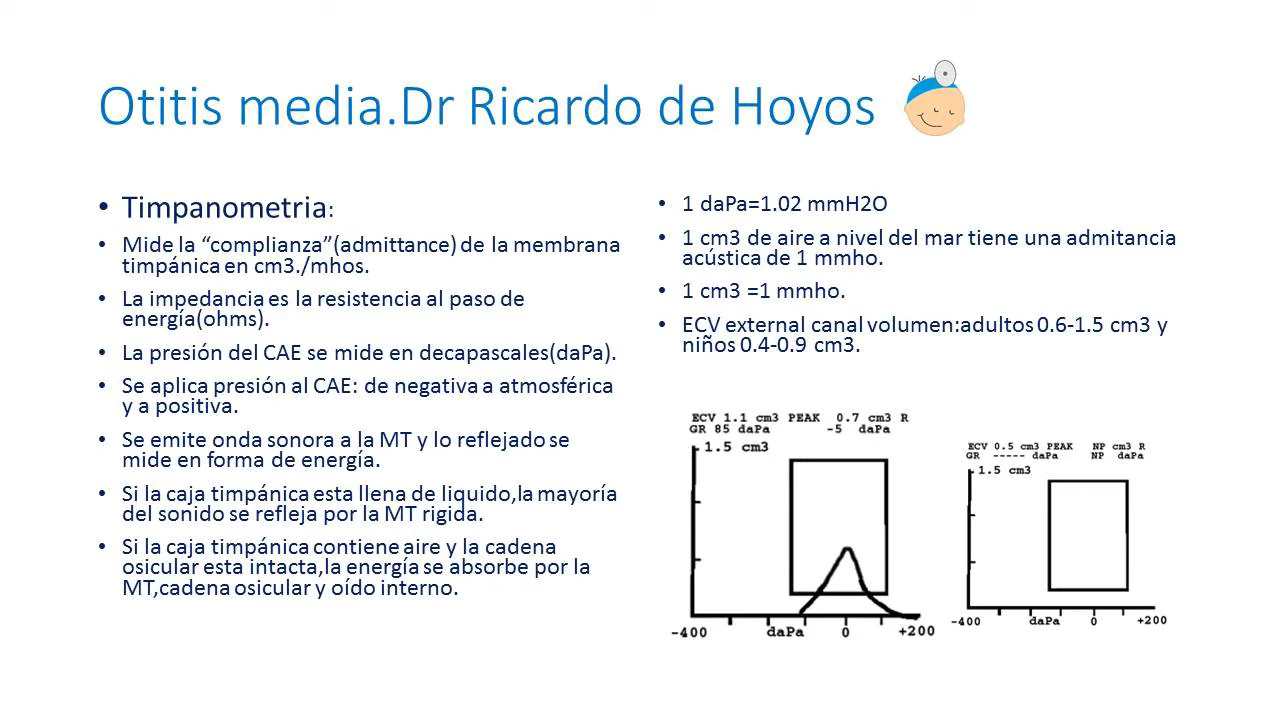 Otitis media.Dr Ricardo de Hoyos
• Timpanometria:
• Mide la “complianza”(admittance) de la membrana
timpánica en cm3./mhos.
• La impedancia es la resistencia al paso de
energía(ohms).
• La presión del CAE se mide en decapascales(daPa).
• Se aplica presión al CAE: de negativa a atmosférica
y a positiva.
• Se emite onda sonora a la MT y lo reflejado se
mide en forma de energía.
• Si la caja timpánica esta llena de liquido,la mayoría
del sonido se refleja por la MT rigida.
• Si la caja timpánica contiene aire y la cadena
osicular esta intacta,la energía se absorbe por la
MT,cadena osicular y oído interno.
• 1 daPa=1.02 mmH2O
• 1 cm3 de aire a nivel del mar tiene una admitancia
acústica de 1 mmho.
• 1 cm3 =1 mmho.
• ECV external canal volumen:adultos 0.6-1.5 cm3 y
niños 0.4-0.9 cm3.
ECV 1.1 cm3 PEAK 0.7 cm3 R
GR 85 daPa -5 daPa
1.5 cm3
-400 daPa 0 +200
ECV 0.5 cm3 PEAK NP cm3 R
GR ----- daPa NP daPa
1.5 cm3
-400 daPa 0 +200